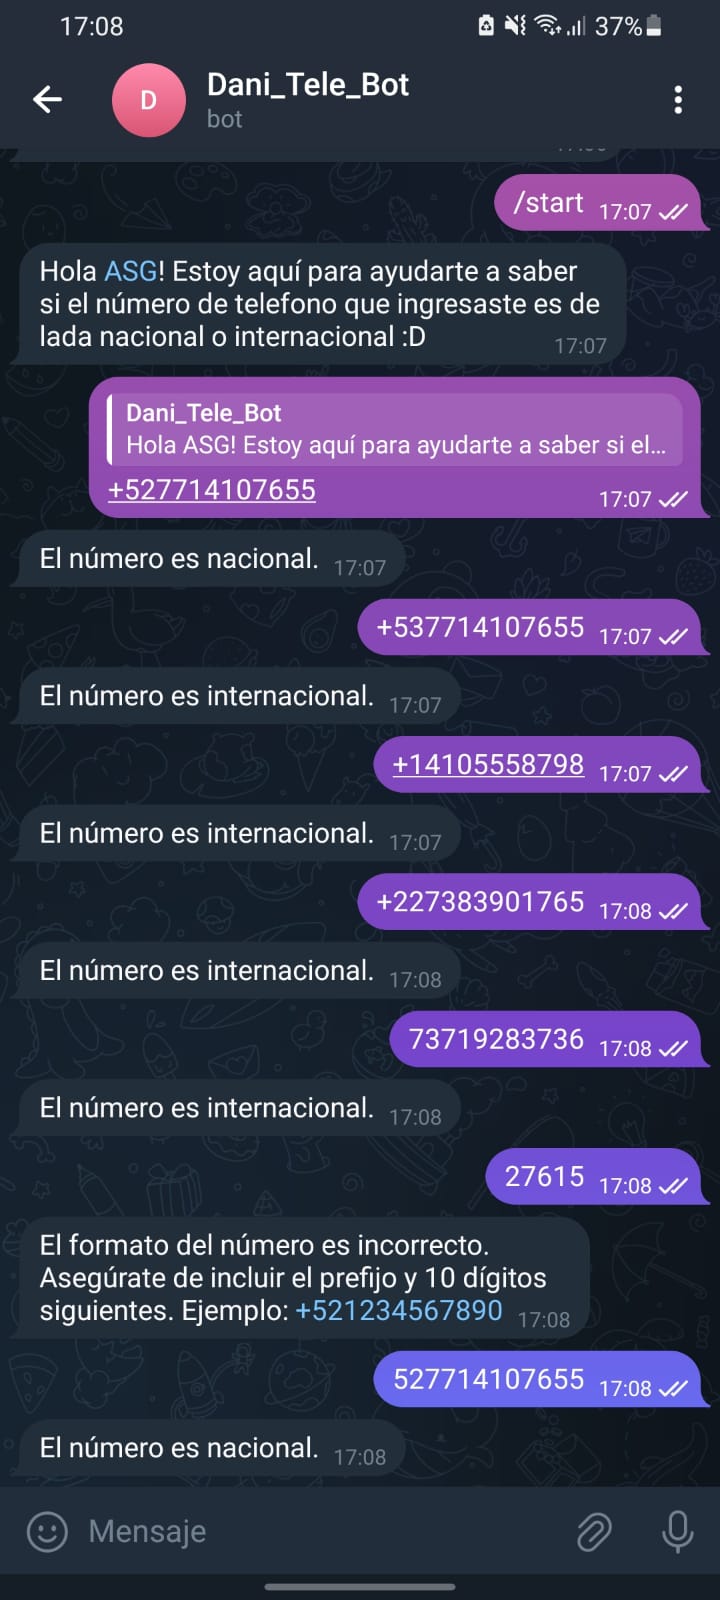 17:08
37%
D
Dani_Tele_Bot
bot
/start 17:07
Hola ASG! Estoy aquí para ayudarte a saber
si el número de telefono que ingresaste es de
lada nacional o internacional :D
17:07
Dani_Tele_Bot
Hola ASG! Estoy aquí para ayudarte a saber si el...
+527714107655
17:07
El número es nacional. 17:07
+537714107655 17:07
El número es internacional. 17:07
+14105558798 17:07
El número es internacional. 17:07
+227383901765 17:08
El número es internacional. 17:08
73719283736 17:08
El número es internacional. 17:08
27615 17:08
El formato del número es incorrecto.
Asegúrate de incluir el prefijo y 10 dígitos
siguientes. Ejemplo: +521234567890 17:08
527714107655 17:08
El número es nacional. 17:08
Mensaje